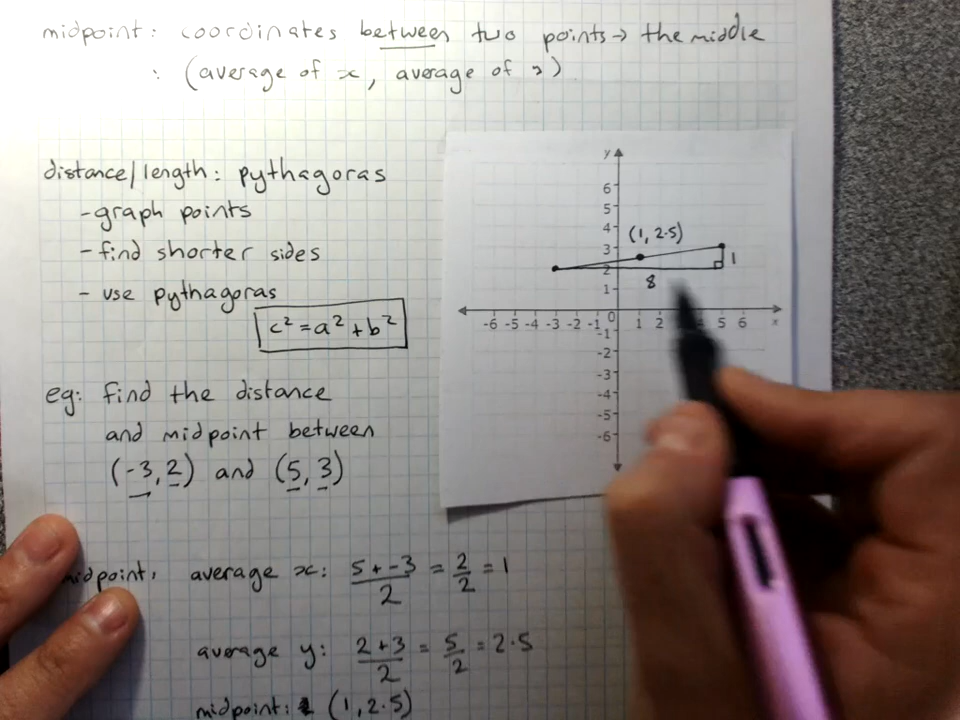 midpoint: coordinates between two points → the middle
: (average of x, average of y)
distance/length: pythagoras
- graph points
- find shorter sides
- use pythagoras
c² = a² + b²
eg: find the distance
and midpoint between
(-3, 2) and (5, 3)
midpoint: average x: 5 + -3 / 2 = 2/2 = 1
average y: 2 + 3 / 2 = 5/2 = 2.5
midpoint: (1, 2.5)
y
6
5
4
3
2
1
(1, 2.5)
1
8
-6 -5 -4 -3 -2 -1 0 1 2 5 6 x
-1
-2
-3
-4
-5
-6